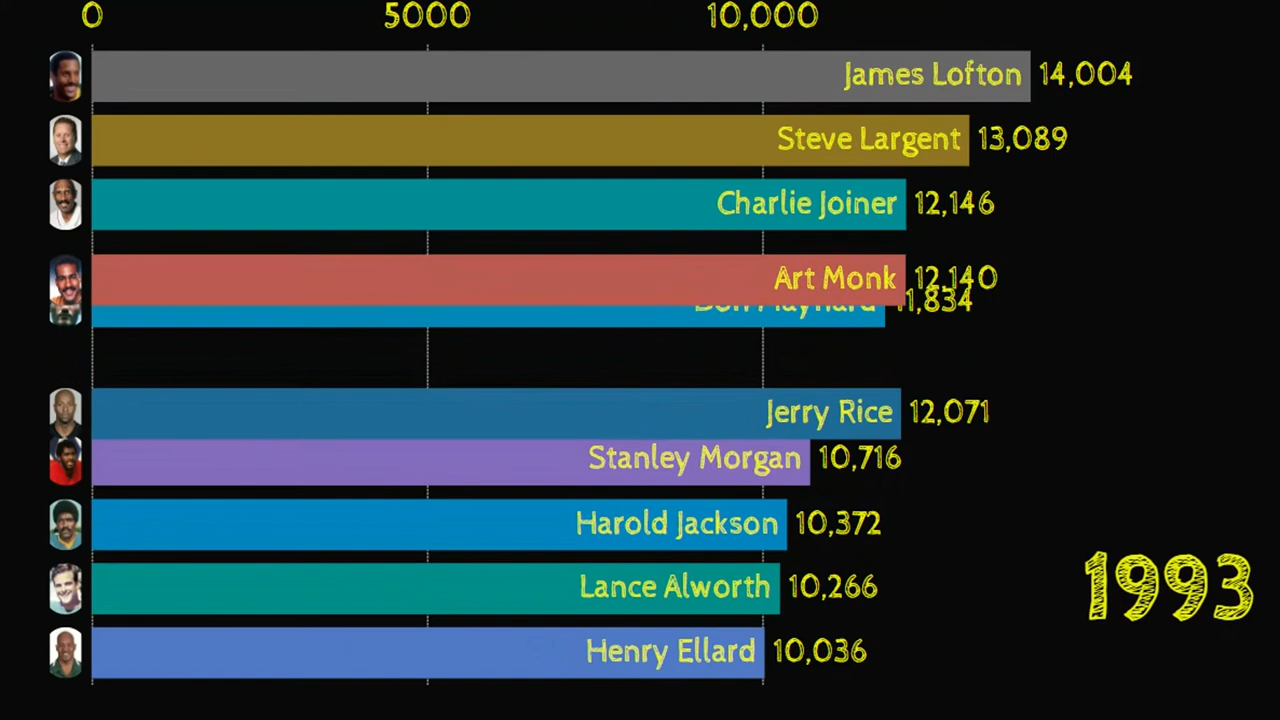 0 5000 10,000
James Lofton 14,004
Steve Largent 13,089
Charlie Joiner 12,146
Art Monk 12,140
11,834
Jerry Rice 12,071
Stanley Morgan 10,716
Harold Jackson 10,372
Lance Alworth 10,266
Henry Ellard 10,036
1993